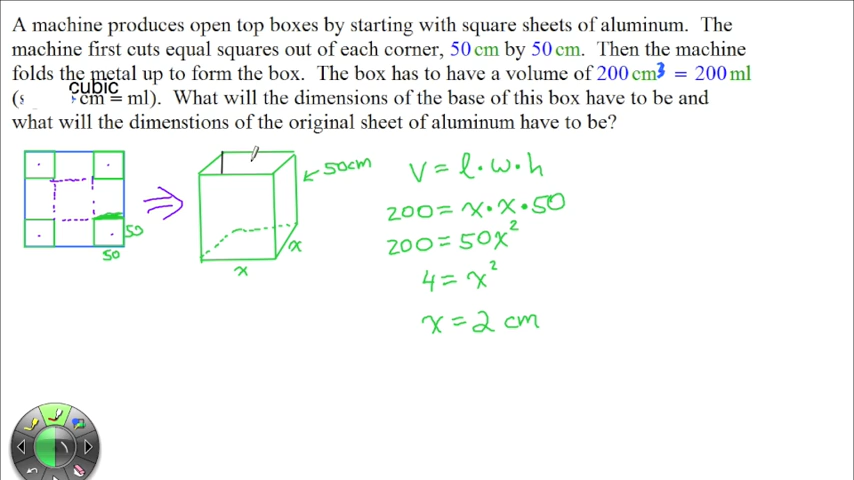 A machine produces open top boxes by starting with square sheets of aluminum. The
machine first cuts equal squares out of each corner, 50 cm by 50 cm. Then the machine
folds the metal up to form the box. The box has to have a volume of 200 cm³ = 200 ml
cubic
cm = ml). What will the dimensions of the base of this box have to be and
what will the dimenstions of the original sheet of aluminum have to be?
50
50
50cm
x
x
V = l · w · h
200 = x · x · 50
200 = 50x²
4 = x²
x = 2 cm